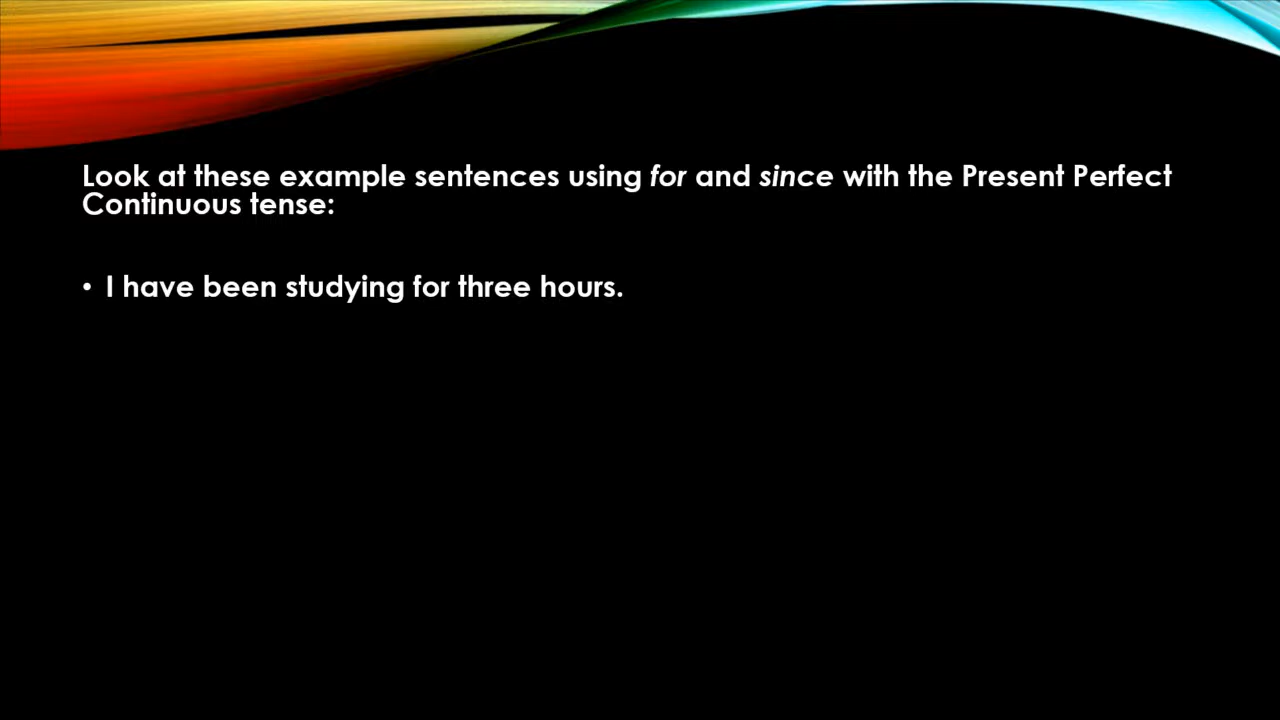 Look at these example sentences using for and since with the Present Perfect
Continuous tense:
• I have been studying for three hours.